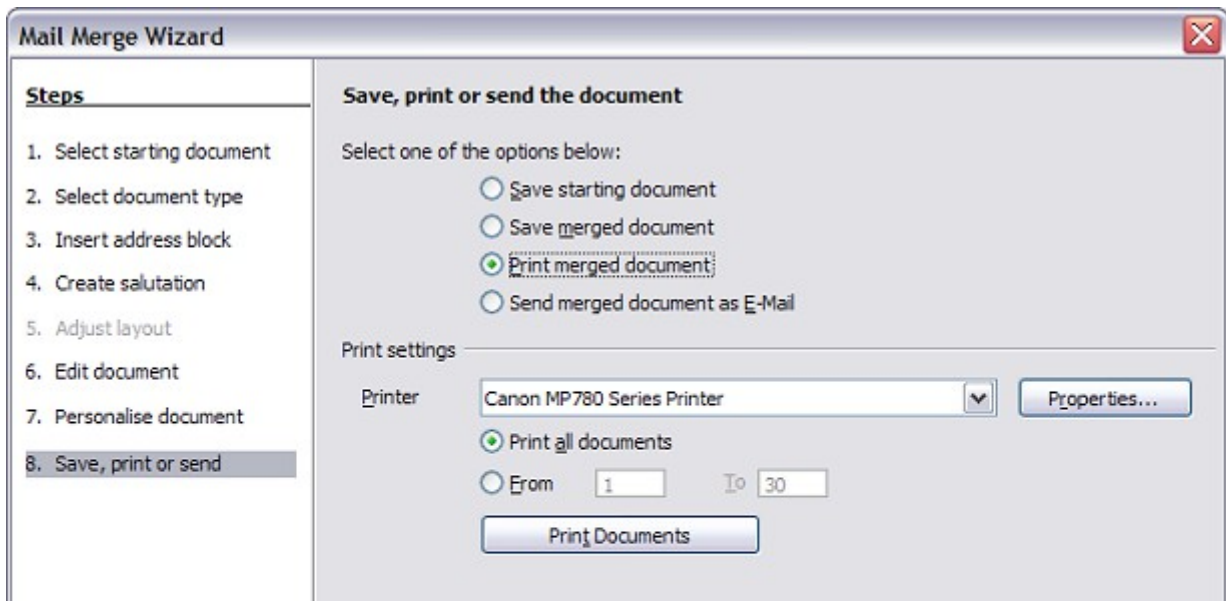 Mail Merge Wizard
Steps
1. Select starting document
2. Select document type
3. Insert address block
4. Create salutation
5. Adjust layout
6. Edit document
7. Personalise document
8. Save, print or send
Save, print or send the document
Select one of the options below:
Save starting document
Save merged document
Print merged document
Send merged document as E-Mail
Print settings
Printer Canon MP780 Series Printer Properties...
Print all documents
From 1 To 30
Print Documents